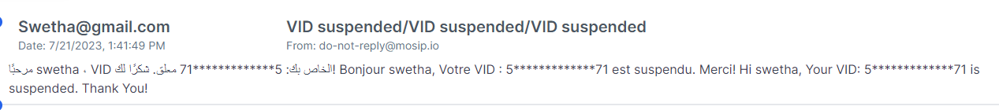 Swetha@gmail.com
VID suspended/VID suspended/VID suspended
Date: 7/21/2023, 1:41:49 PM
From: do-not-reply@mosip.io
مرحبًا swetha ، VID الخاص بك: 5*************71 معلق. شكرًا لك! Bonjour swetha, Votre VID : 5*************71 est suspendu. Merci! Hi swetha, Your VID: 5*************71 is
suspended. Thank You!